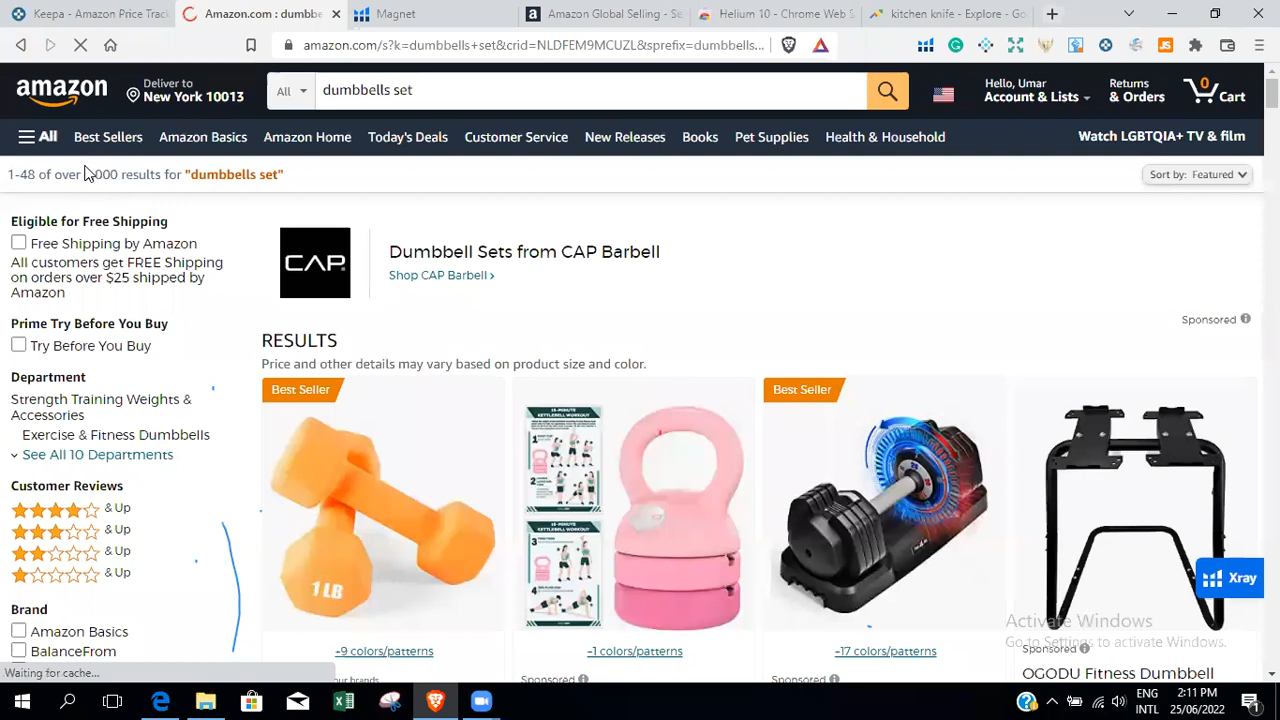 Keepa - Amazon Price Track
Amazon.com : dumbbe
Magnet
Amazon Global Selling - Se
Helium 10 - Chrome Web S
kitchen knife - Explore - Go
amazon.com/s?k=dumbbells+set&crid=NLDFEM9MCUZL&sprefix=dumbbells...
amazon
Deliver to
New York 10013
All
dumbbells set
Hello, Umar
Account & Lists
Returns
& Orders
0
Cart
All
Best Sellers
Amazon Basics
Amazon Home
Today's Deals
Customer Service
New Releases
Books
Pet Supplies
Health & Household
Watch LGBTQIA+ TV & film
1-48 of over ,000 results for "dumbbells set"
Sort by: Featured
Eligible for Free Shipping
Free Shipping by Amazon
All customers get FREE Shipping
on orders over $25 shipped by
Amazon
Prime Try Before You Buy
Try Before You Buy
Department
Strength Training Weights &
Accessories
Exercise & Fitness Dumbbells
See All 10 Departments
Customer Reviews
& Up
& Up
& Up
& Up
Brand
Amazon Basics
BalanceFrom
Waiting for cache...
CAP
Dumbbell Sets from CAP Barbell
Shop CAP Barbell ›
Sponsored
RESULTS
Price and other details may vary based on product size and color.
Best Seller
1 LB
+9 colors/patterns
+1 colors/patterns
Sponsored
Best Seller
+17 colors/patterns
Sponsored
Sponsored
OGODU Fitness Dumbbell
Xray
Activate Windows
Go to Settings to activate Windows.
ENG
INTL
2:11 PM
25/06/2022
1